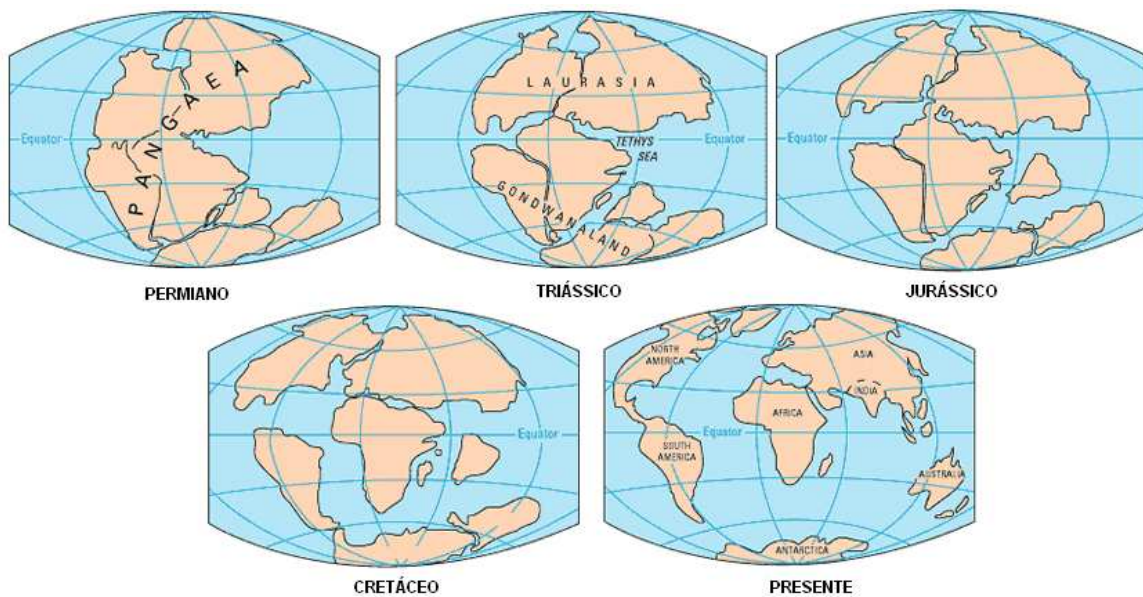 PANGAEA
Equator
PERMIANO
LAURASIA
TETHYS
SEA
Equator
Equator
GONDWANALAND
TRIÁSSICO
Equator
JURÁSSICO
Equator
CRETÁCEO
NORTH
AMERICA
ASIA
INDIA
AFRICA
Equator
SOUTH
AMERICA
AUSTRALIA
ANTARCTICA
PRESENTE